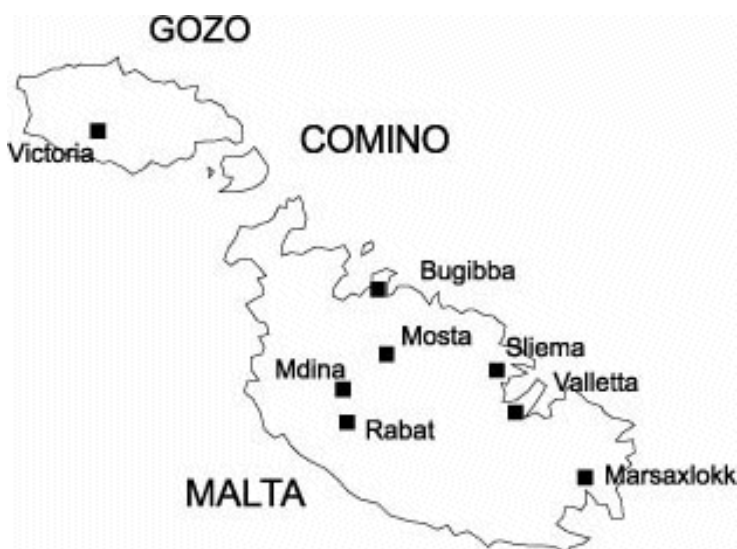 GOZO
COMINO
Victoria
Bugibba
Mosta
Sliema
Mdina
Valletta
Rabat
Marsaxlokk
MALTA